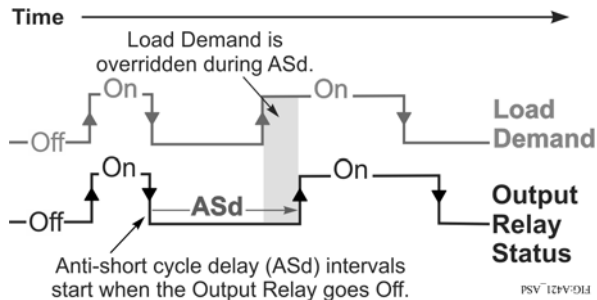 Time
Load Demand is
overridden during ASd.
On
On
Off
Load
Demand
On
On
Off
ASd
Output
Relay
Status
Anti-short cycle delay (ASd) intervals
start when the Output Relay goes Off.
FIG:A421_ASd